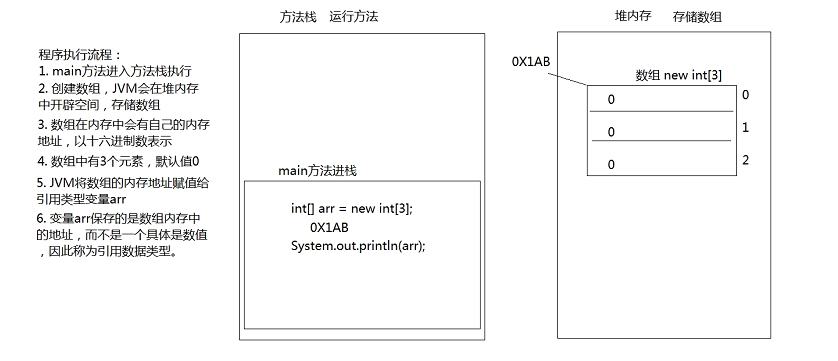 方法栈 运行方法
堆内存 存储数组
程序执行流程：
1. main方法进入方法栈执行
2. 创建数组，JVM会在堆内存
中开辟空间，存储数组
3. 数组在内存中会有自己的内存
地址，以十六进制数表示
4. 数组中有3个元素，默认值0
5. JVM将数组的内存地址赋值给
引用类型变量arr
6. 变量arr保存的是数组内存中
的地址，而不是一个具体是数值
，因此称为引用数据类型。
main方法进栈
int[] arr = new int[3];
0X1AB
System.out.println(arr);
0X1AB
数组 new int[3]
0 0
0 1
0 2